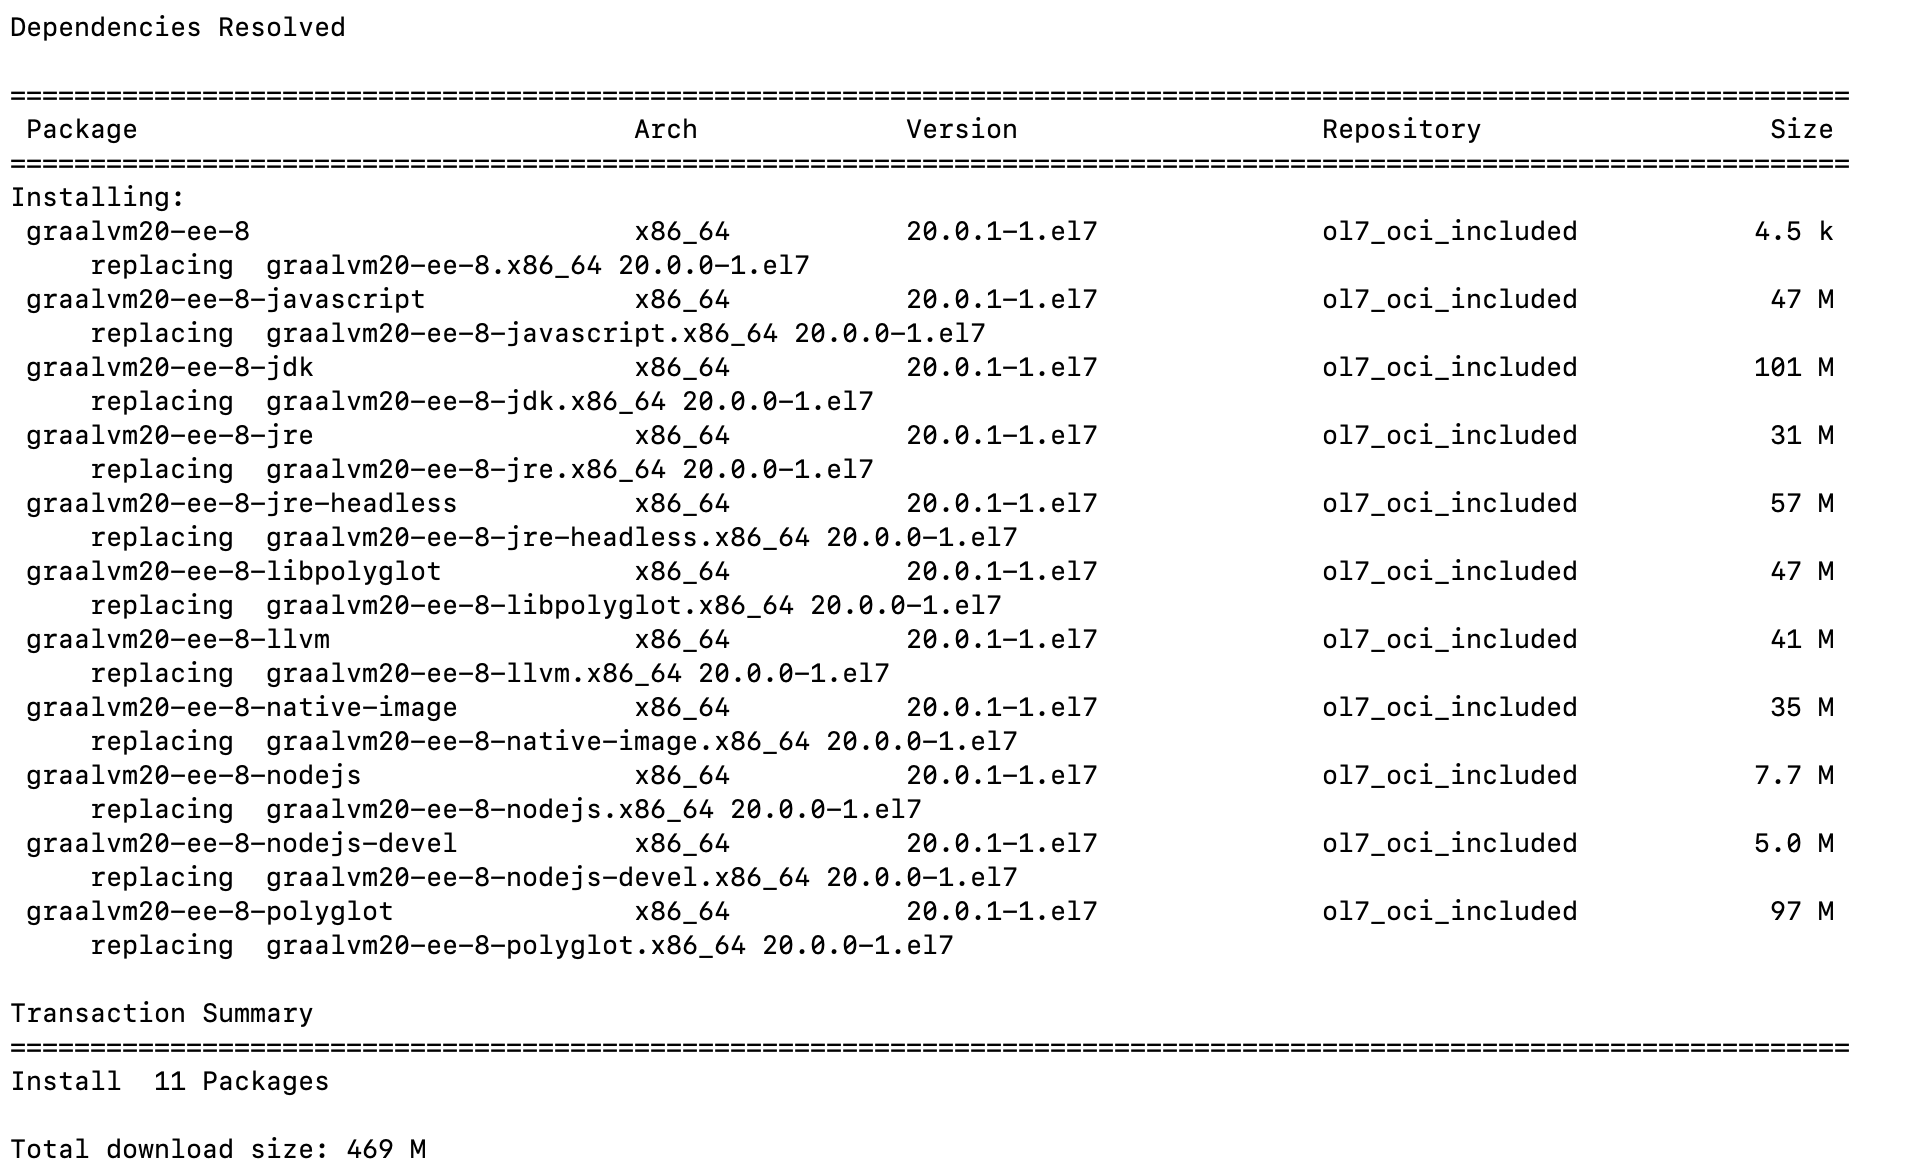 Dependencies Resolved
===================================================================================================================
 Package                               Arch             Version                   Repository                  Size
===================================================================================================================
Installing:
 graalvm20-ee-8                        x86_64           20.0.1-1.el7              ol7_oci_included           4.5 k
     replacing  graalvm20-ee-8.x86_64 20.0.0-1.el7
 graalvm20-ee-8-javascript             x86_64           20.0.1-1.el7              ol7_oci_included            47 M
     replacing  graalvm20-ee-8-javascript.x86_64 20.0.0-1.el7
 graalvm20-ee-8-jdk                    x86_64           20.0.1-1.el7              ol7_oci_included           101 M
     replacing  graalvm20-ee-8-jdk.x86_64 20.0.0-1.el7
 graalvm20-ee-8-jre                    x86_64           20.0.1-1.el7              ol7_oci_included            31 M
     replacing  graalvm20-ee-8-jre.x86_64 20.0.0-1.el7
 graalvm20-ee-8-jre-headless           x86_64           20.0.1-1.el7              ol7_oci_included            57 M
     replacing  graalvm20-ee-8-jre-headless.x86_64 20.0.0-1.el7
 graalvm20-ee-8-libpolyglot            x86_64           20.0.1-1.el7              ol7_oci_included            47 M
     replacing  graalvm20-ee-8-libpolyglot.x86_64 20.0.0-1.el7
 graalvm20-ee-8-llvm                   x86_64           20.0.1-1.el7              ol7_oci_included            41 M
     replacing  graalvm20-ee-8-llvm.x86_64 20.0.0-1.el7
 graalvm20-ee-8-native-image           x86_64           20.0.1-1.el7              ol7_oci_included            35 M
     replacing  graalvm20-ee-8-native-image.x86_64 20.0.0-1.el7
 graalvm20-ee-8-nodejs                 x86_64           20.0.1-1.el7              ol7_oci_included           7.7 M
     replacing  graalvm20-ee-8-nodejs.x86_64 20.0.0-1.el7
 graalvm20-ee-8-nodejs-devel           x86_64           20.0.1-1.el7              ol7_oci_included           5.0 M
     replacing  graalvm20-ee-8-nodejs-devel.x86_64 20.0.0-1.el7
 graalvm20-ee-8-polyglot               x86_64           20.0.1-1.el7              ol7_oci_included            97 M
     replacing  graalvm20-ee-8-polyglot.x86_64 20.0.0-1.el7
Transaction Summary
===================================================================================================================
Install  11 Packages
Total download size: 469 M